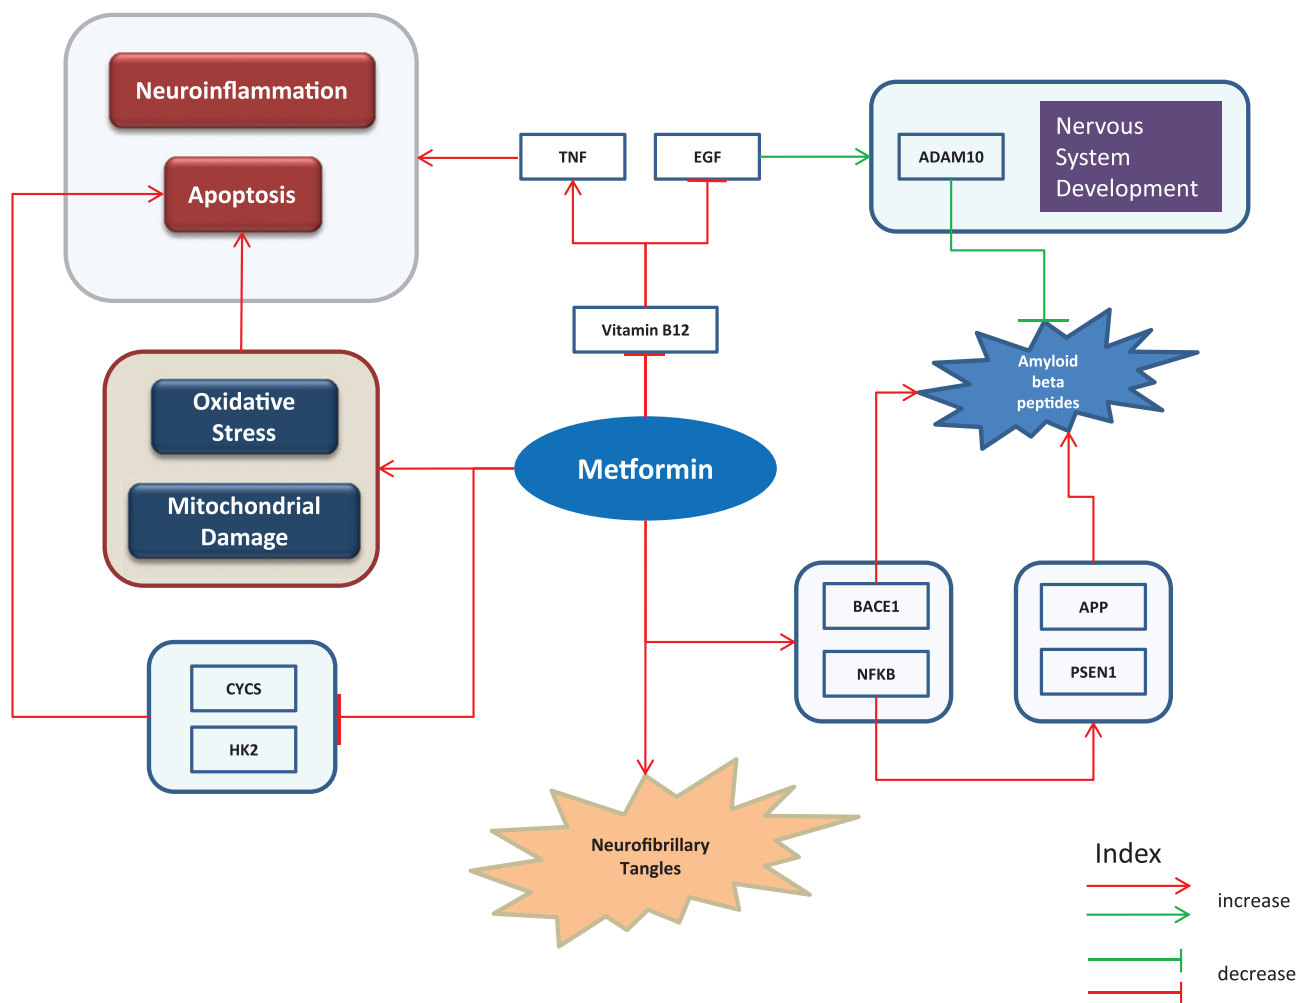 Neuroinflammation
Apoptosis
TNF
EGF
ADAM10
Nervous
System
Development
Vitamin B12
Amyloid
beta
peptides
Oxidative
Stress
Mitochondrial
Damage
Metformin
BACE1
NFKB
APP
PSEN1
CYCS
HK2
Neurofibrillary
Tangles
Index
increase
decrease